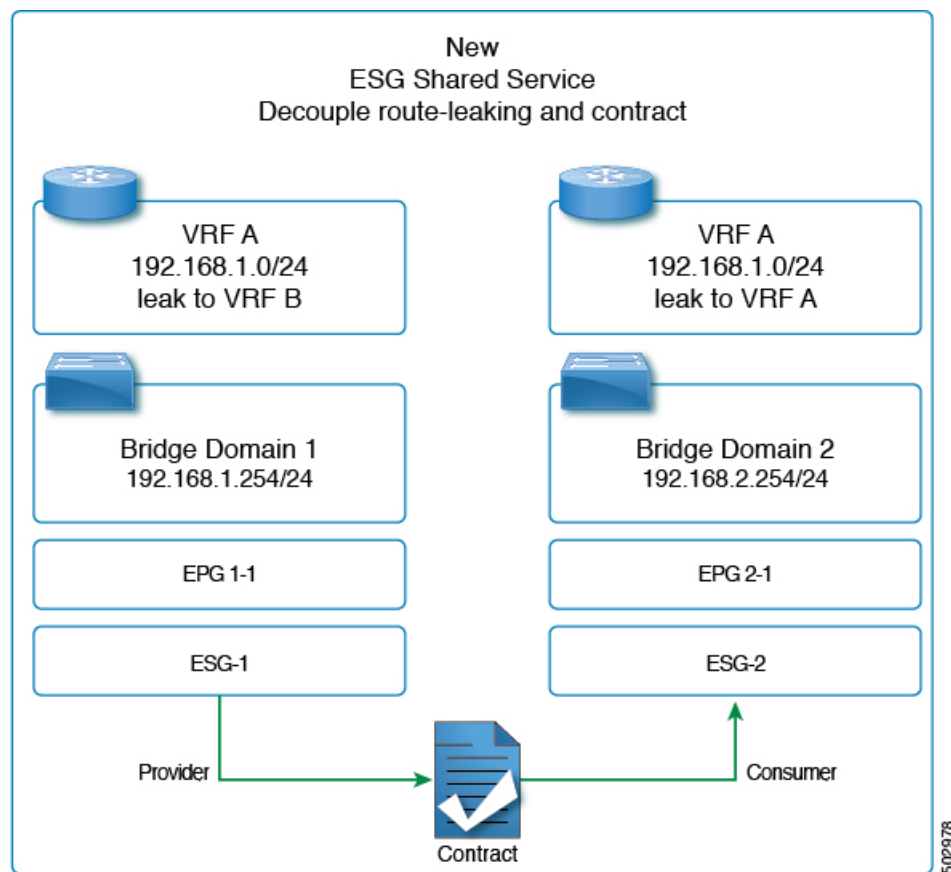 New
ESG Shared Service
Decouple route-leaking and contract
VRF A
192.168.1.0/24
leak to VRF B
VRF A
192.168.1.0/24
leak to VRF A
Bridge Domain 1
192.168.1.254/24
Bridge Domain 2
192.168.2.254/24
EPG 1-1
EPG 2-1
ESG-1
ESG-2
Provider
Consumer
Contract
502978